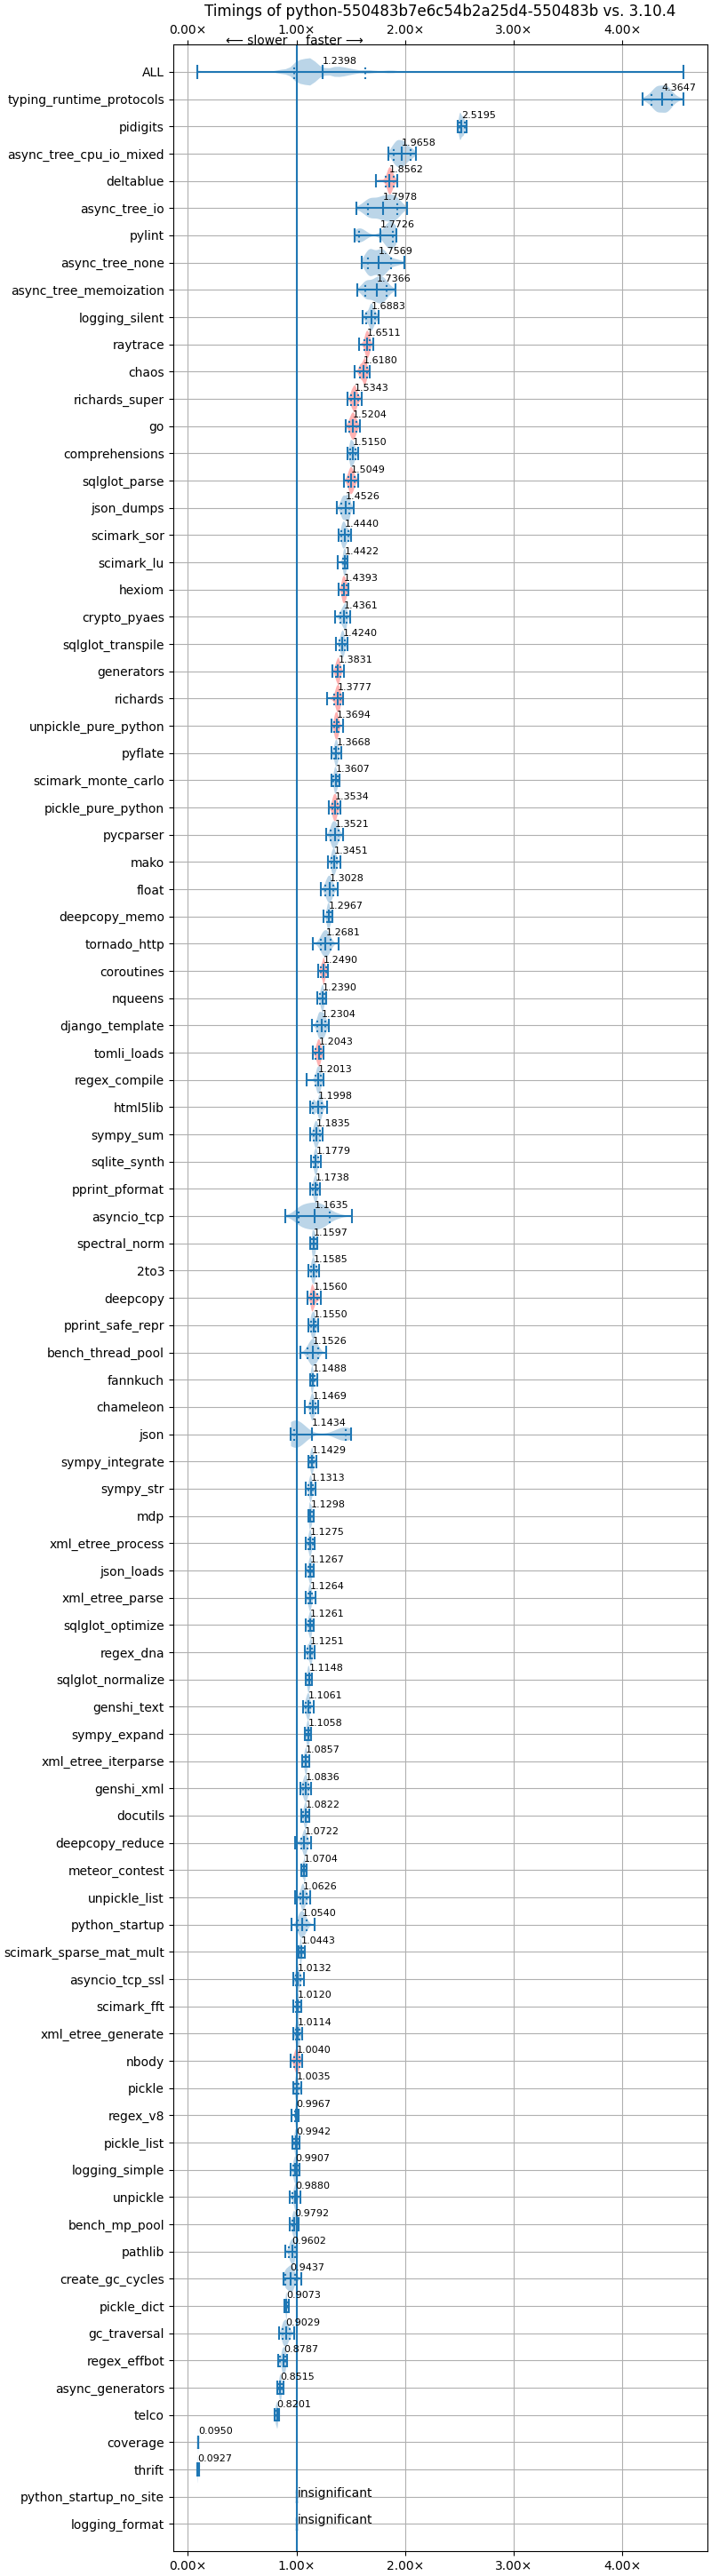 Timings of python-550483b7e6c54b2a25d4-550483b vs. 3.10.4
0.00× 1.00× 2.00× 3.00× 4.00×
⟵ slower faster ⟶
ALL 1.2398
typing_runtime_protocols 4.3647
pidigits 2.5195
async_tree_cpu_io_mixed 1.9658
deltablue 1.8562
async_tree_io 1.7978
pylint 1.7726
async_tree_none 1.7569
async_tree_memoization 1.7366
logging_silent 1.6883
raytrace 1.6511
chaos 1.6180
richards_super 1.5343
go 1.5204
comprehensions 1.5150
sqlglot_parse 1.5049
json_dumps 1.4526
scimark_sor 1.4440
scimark_lu 1.4422
hexiom 1.4393
crypto_pyaes 1.4361
sqlglot_transpile 1.4240
generators 1.3831
richards 1.3777
unpickle_pure_python 1.3694
pyflate 1.3668
scimark_monte_carlo 1.3607
pickle_pure_python 1.3534
pycparser 1.3521
mako 1.3451
float 1.3028
deepcopy_memo 1.2967
tornado_http 1.2681
coroutines 1.2490
nqueens 1.2390
django_template 1.2304
tomli_loads 1.2043
regex_compile 1.2013
html5lib 1.1998
sympy_sum 1.1835
sqlite_synth 1.1779
pprint_pformat 1.1738
asyncio_tcp 1.1635
spectral_norm 1.1597
2to3 1.1585
deepcopy 1.1560
pprint_safe_repr 1.1550
bench_thread_pool 1.1526
fannkuch 1.1488
chameleon 1.1469
json 1.1434
sympy_integrate 1.1429
sympy_str 1.1313
mdp 1.1298
xml_etree_process 1.1275
json_loads 1.1267
xml_etree_parse 1.1264
sqlglot_optimize 1.1261
regex_dna 1.1251
sqlglot_normalize 1.1148
genshi_text 1.1061
sympy_expand 1.1058
xml_etree_iterparse 1.0857
genshi_xml 1.0836
docutils 1.0822
deepcopy_reduce 1.0722
meteor_contest 1.0704
unpickle_list 1.0626
python_startup 1.0540
scimark_sparse_mat_mult 1.0443
asyncio_tcp_ssl 1.0132
scimark_fft 1.0120
xml_etree_generate 1.0114
nbody 1.0040
pickle 1.0035
regex_v8 0.9967
pickle_list 0.9942
logging_simple 0.9907
unpickle 0.9880
bench_mp_pool 0.9792
pathlib 0.9602
create_gc_cycles 0.9437
pickle_dict 0.9073
gc_traversal 0.9029
regex_effbot 0.8787
async_generators 0.8515
telco 0.8201
coverage 0.0950
thrift 0.0927
python_startup_no_site insignificant
logging_format insignificant
0.00× 1.00× 2.00× 3.00× 4.00×